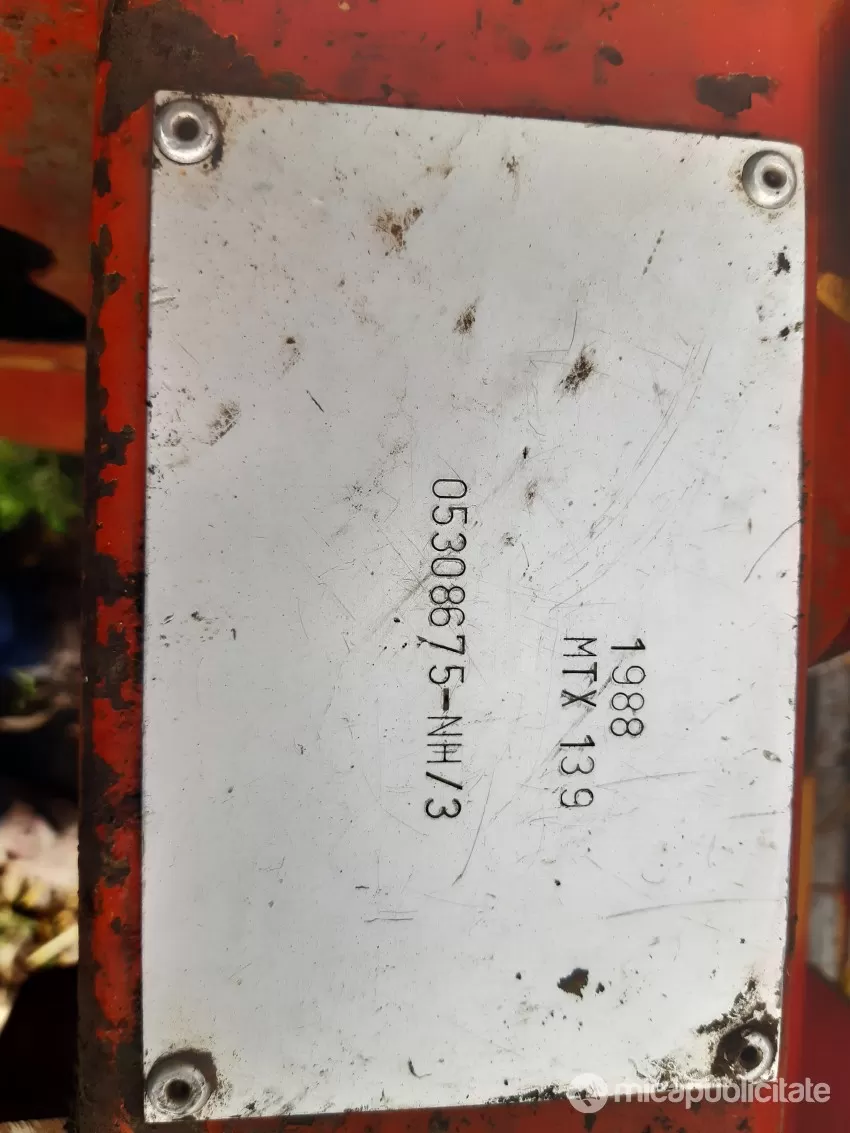 1988
MTX 139
05308675-NH/3
micapublicitate